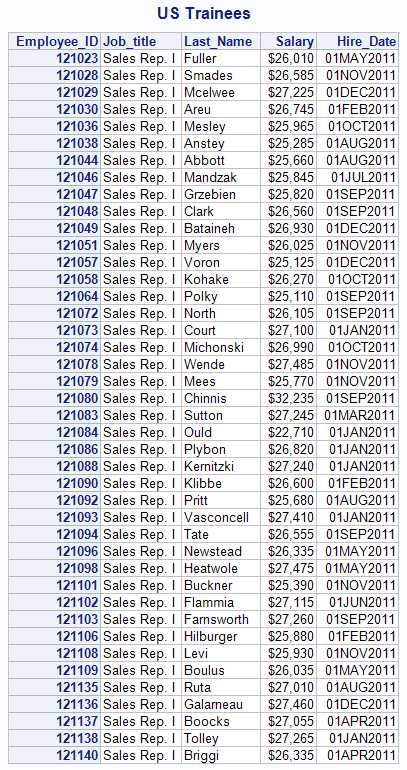 US Trainees
Employee_ID Job_title Last_Name Salary Hire_Date
121023 Sales Rep. I Fuller $26,010 01MAY2011
121028 Sales Rep. I Smades $26,585 01NOV2011
121029 Sales Rep. I Mcelwee $27,225 01DEC2011
121030 Sales Rep. I Areu $26,745 01FEB2011
121036 Sales Rep. I Mesley $25,965 01OCT2011
121038 Sales Rep. I Anstey $25,285 01AUG2011
121044 Sales Rep. I Abbott $25,660 01AUG2011
121046 Sales Rep. I Mandzak $25,845 01JUL2011
121047 Sales Rep. I Grzebien $25,820 01SEP2011
121048 Sales Rep. I Clark $26,560 01SEP2011
121049 Sales Rep. I Bataineh $26,930 01DEC2011
121051 Sales Rep. I Myers $26,025 01NOV2011
121057 Sales Rep. I Voron $25,125 01DEC2011
121058 Sales Rep. I Kohake $26,270 01OCT2011
121064 Sales Rep. I Polky $25,110 01SEP2011
121072 Sales Rep. I North $26,105 01SEP2011
121073 Sales Rep. I Court $27,100 01JAN2011
121074 Sales Rep. I Michonski $26,990 01OCT2011
121078 Sales Rep. I Wende $27,485 01NOV2011
121079 Sales Rep. I Mees $25,770 01NOV2011
121080 Sales Rep. I Chinnis $32,235 01SEP2011
121083 Sales Rep. I Sutton $27,245 01MAR2011
121084 Sales Rep. I Ould $22,710 01JAN2011
121086 Sales Rep. I Plybon $26,820 01JAN2011
121088 Sales Rep. I Kernitzki $27,240 01JAN2011
121090 Sales Rep. I Klibbe $26,600 01FEB2011
121092 Sales Rep. I Pritt $25,680 01AUG2011
121093 Sales Rep. I Vasconcell $27,410 01JAN2011
121094 Sales Rep. I Tate $26,555 01SEP2011
121096 Sales Rep. I Newstead $26,335 01MAY2011
121098 Sales Rep. I Heatwole $27,475 01MAY2011
121101 Sales Rep. I Buckner $25,390 01NOV2011
121102 Sales Rep. I Flammia $27,115 01JUN2011
121103 Sales Rep. I Farnsworth $27,260 01SEP2011
121106 Sales Rep. I Hilburger $25,880 01FEB2011
121108 Sales Rep. I Levi $25,930 01NOV2011
121109 Sales Rep. I Boulus $26,035 01MAY2011
121135 Sales Rep. I Ruta $27,010 01AUG2011
121136 Sales Rep. I Galarneau $27,460 01DEC2011
121137 Sales Rep. I Boocks $27,055 01APR2011
121138 Sales Rep. I Tolley $27,265 01JAN2011
121140 Sales Rep. I Briggi $26,335 01APR2011